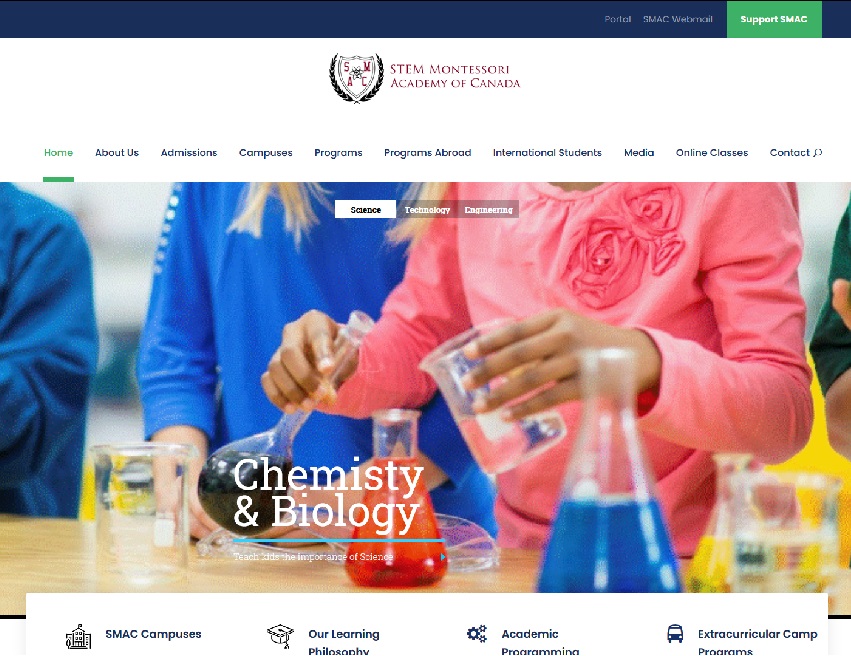 Portal SMAC Webmail Support SMAC
S M
A C
STEM MONTESSORI
ACADEMY OF CANADA
Home About Us Admissions Campuses Programs Programs Abroad International Students Media Online Classes Contact
Science Technology Engineering
Chemisty
& Biology
Teach kids the importance of Science
SMAC Campuses
Our Learning
Philosophy
Academic
Programming
Extracurricular Camp
Programs